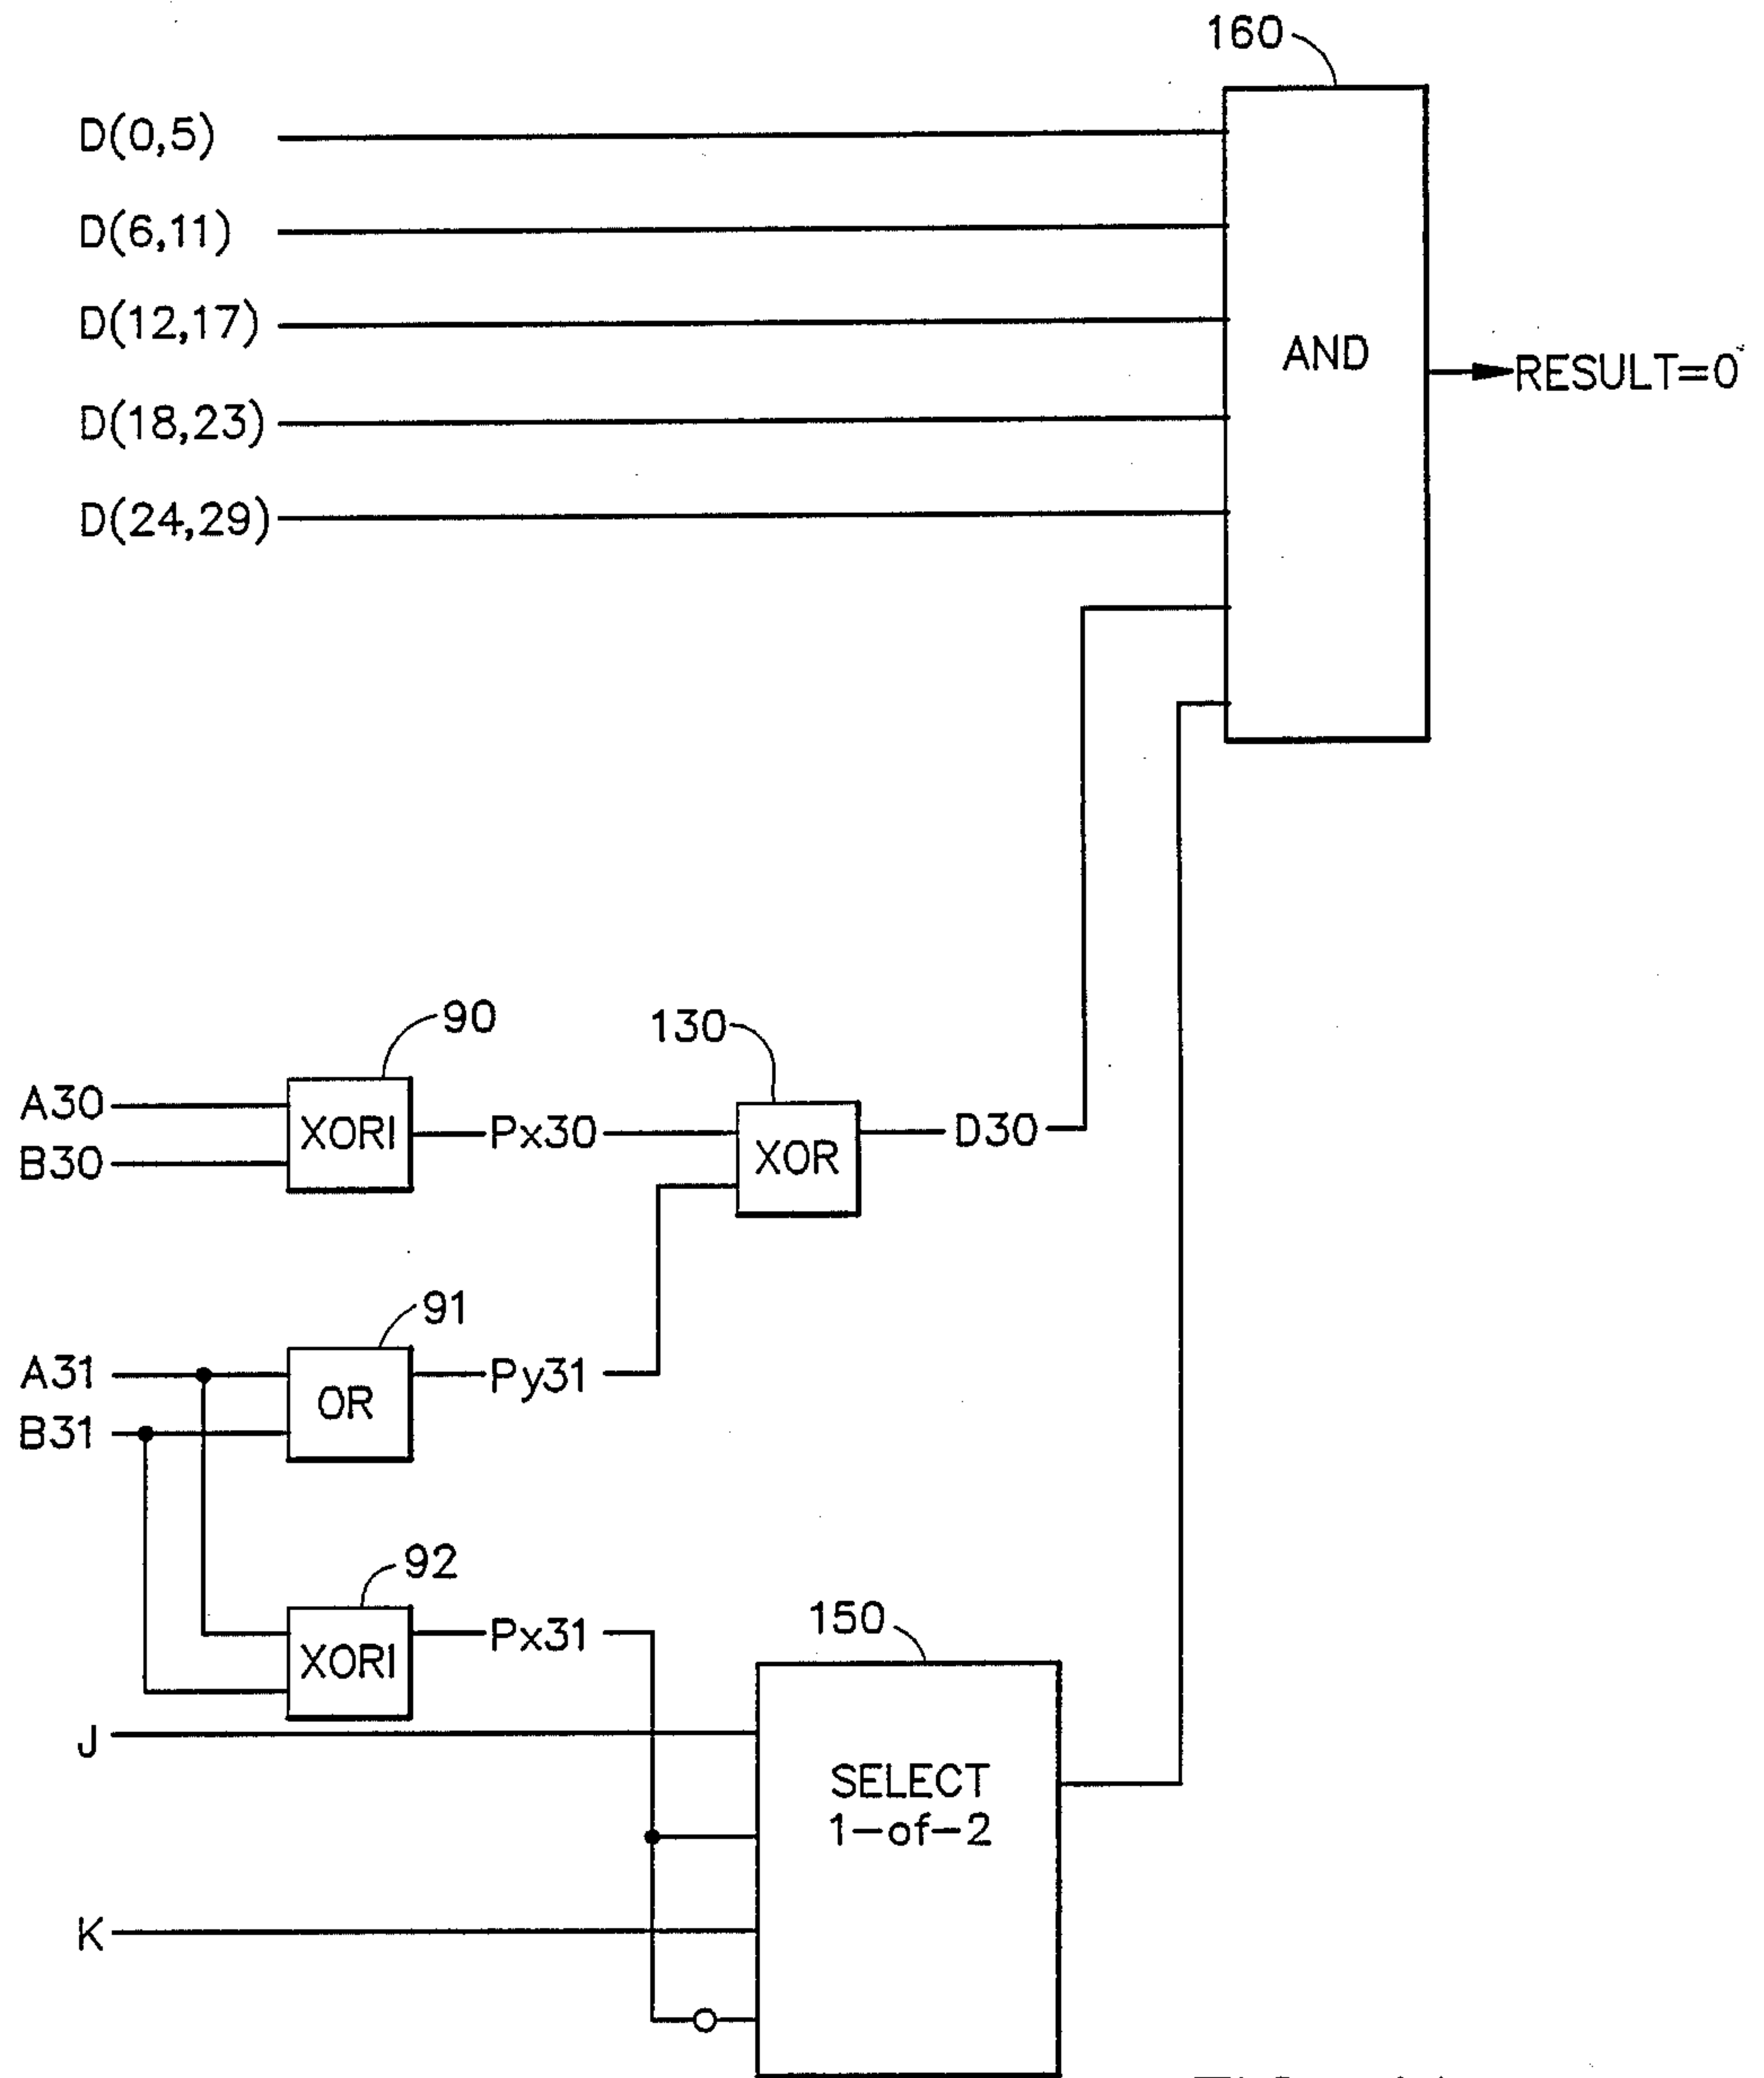 160
D(0,5)
D(6,11)
D(12,17)
AND
RESULT=0
D(18,23)
D(24,29)
90
130
A30
XORI
Px30
XOR
D30
B30
91
A31
OR
Py31
B31
92
XORI
Px31
150
J
SELECT
1-of-2
K